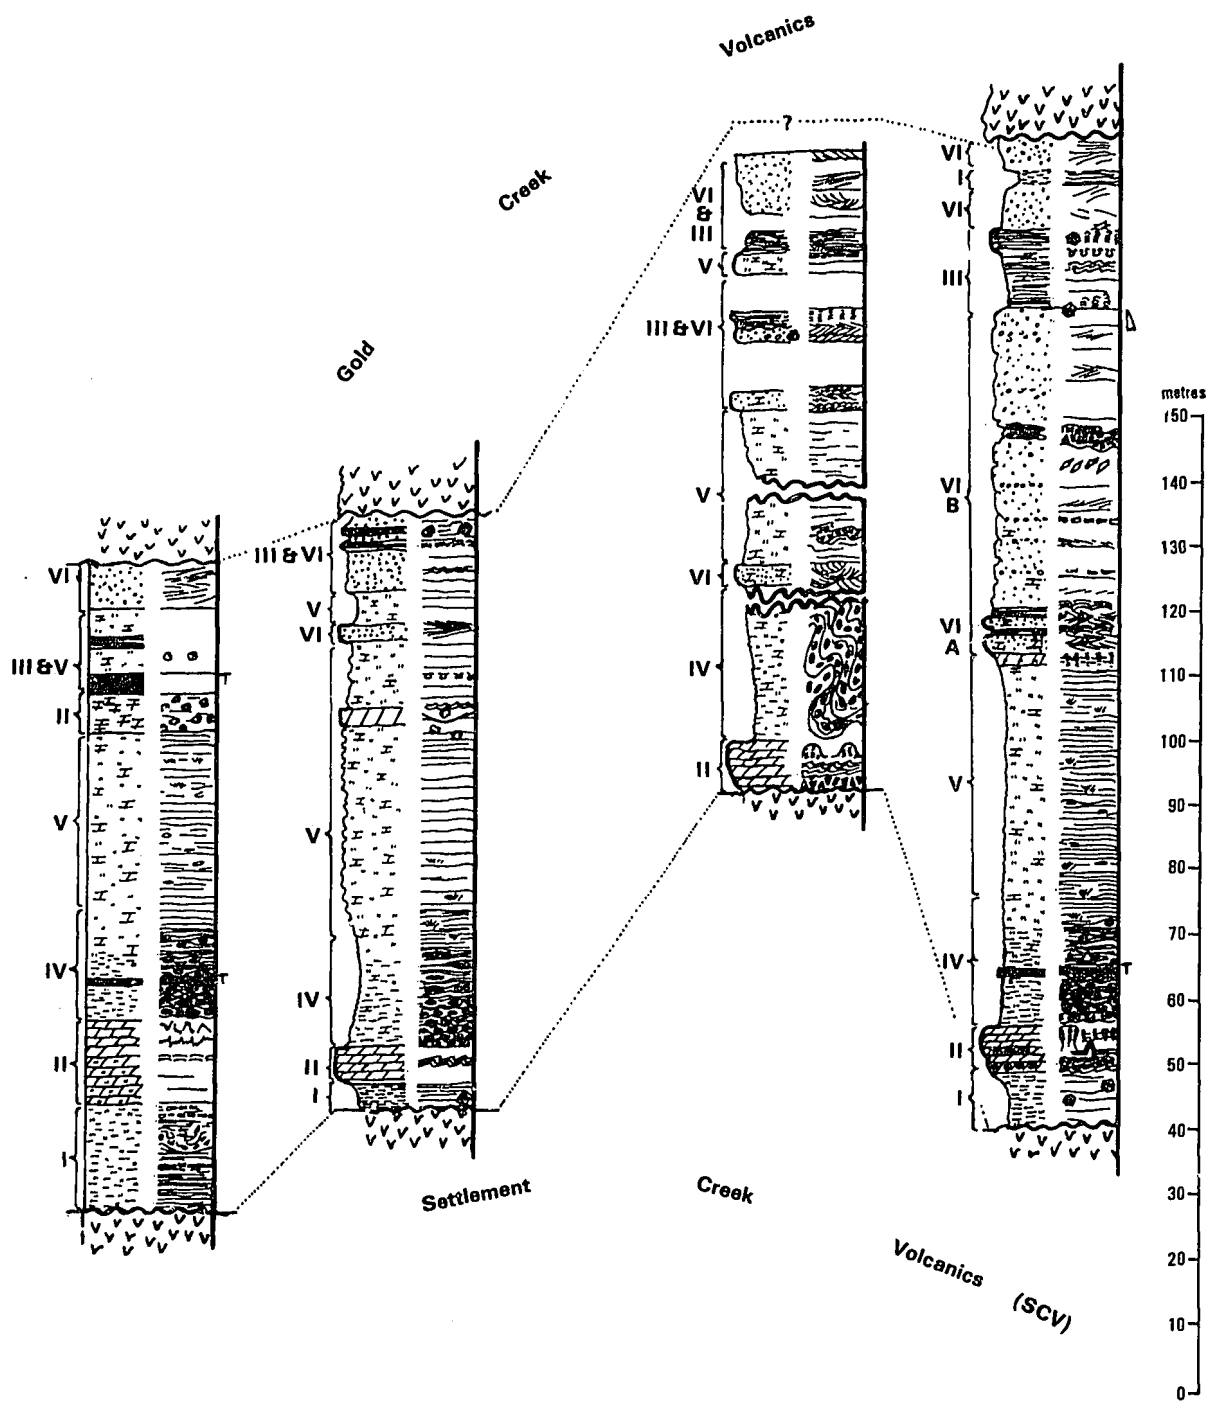 Volcanics
Creek
Gold
?
VI
III & V
II
V
IV
II
I
T
T
III & VI
V
VI
V
IV
II
I
VI
&
III
V
III & VI
V
VI
IV
II
VI
I
VI
III
VI
B
VI
A
V
IV
II
I
T
metres
150
140
130
120
110
100
90
80
70
60
50
40
30
20
10
0
Settlement
Creek
Volcanics
(SCV)